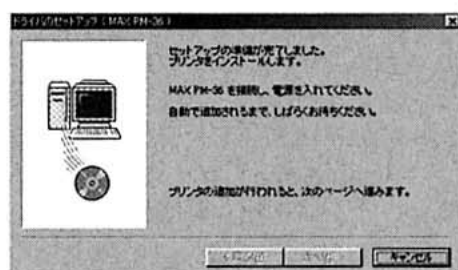 ドライバのセットアップ (MAX PM-36)
セットアップの準備が完了しました。
プリンタをインストールします。
MAX PM-36 を接続し、電源を入れてください。
自動で追加されるまで、しばらくお待ちください。
プリンタの追加が行われると、次のページへ進みます。
キャンセル